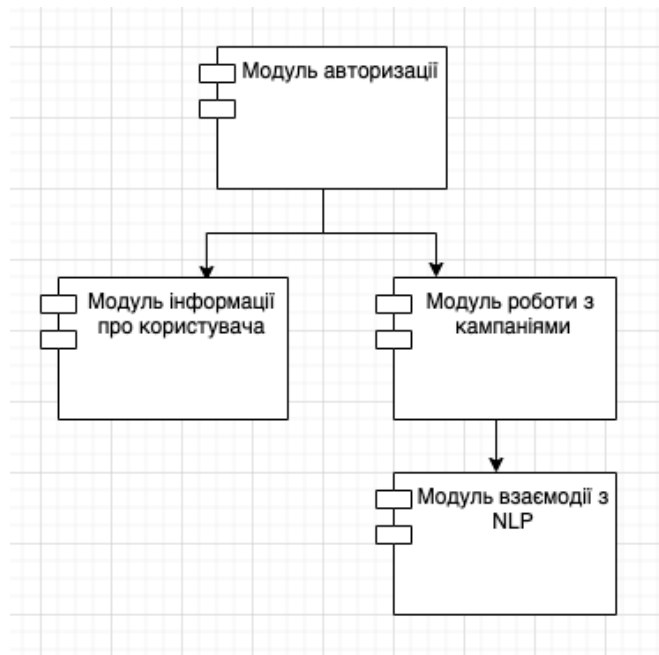 Модуль авторизації
Модуль інформації
про користувача
Модуль роботи з
кампаніями
Модуль взаємодії з
NLP